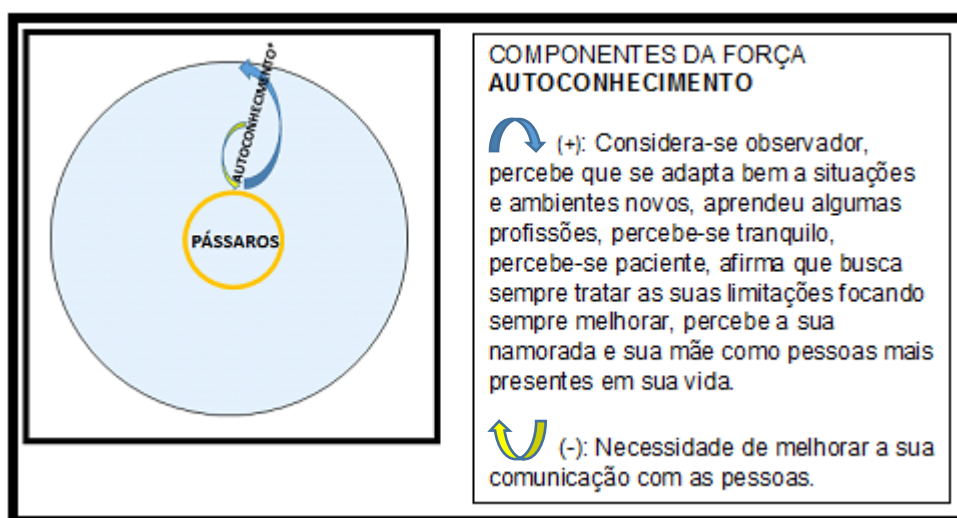 AUTOCONHECIMENTO*
PÁSSAROS
COMPONENTES DA FORÇA
AUTOCONHECIMENTO
(+): Considera-se observador,
percebe que se adapta bem a situações
e ambientes novos, aprendeu algumas
profissões, percebe-se tranquilo,
percebe-se paciente, afirma que busca
sempre tratar as suas limitações focando
sempre melhorar, percebe a sua
namorada e sua mãe como pessoas mais
presentes em sua vida.
(-): Necessidade de melhorar a sua
comunicação com as pessoas.